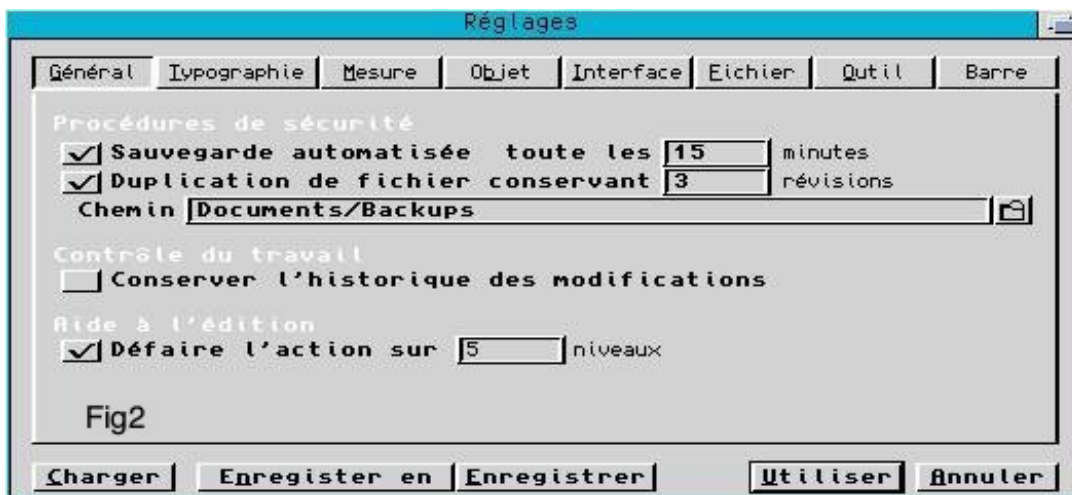 Réglages
Général Typographie Mesure Objet Interface Fichier Outil Barre
Procédures de sécurité
Sauvegarde automatisée toute les 15 minutes
Duplication de fichier conservant 3 révisions
Chemin Documents/Backups
Contrôle du travail
Conserver l'historique des modifications
Aide à l'édition
Défaire l'action sur 5 niveaux
Fig2
Charger Enregister en Enregistrer Utiliser Annuler